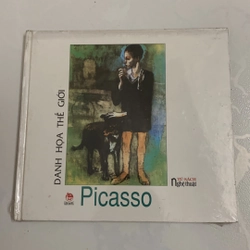 DANH HỌA THẾ GIỚI
Nghệ thuật
Picasso